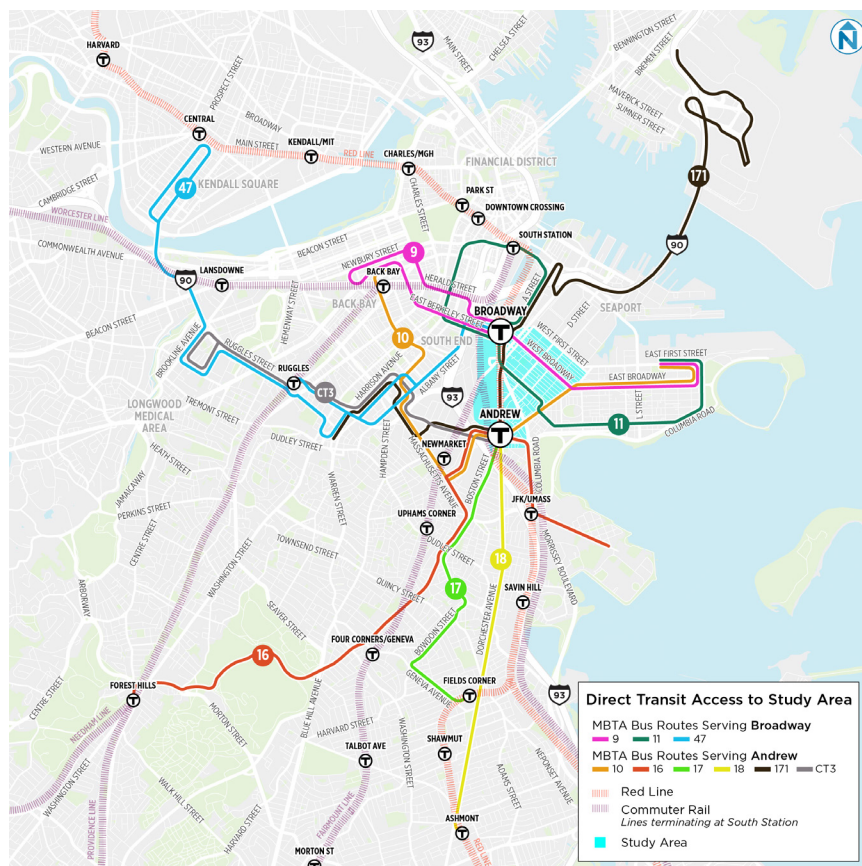 N
93
CHELSEA STREET
MAIN STREET
BENNINGTON STREET
BREMEN STREET
HARVARD
T
PROSPECT STREET
MAVERICK STREET
SUMNER STREET
CENTRAL
T
BROADWAY
WESTERN AVENUE
MAIN STREET
KENDALL/MIT
T
RED LINE
CHARLES/MGH
T
FINANCIAL DISTRICT
171
CAMBRIDGE STREET
47
KENDALL SQUARE
CHARLES STREET
PARK ST
T
DOWNTOWN CROSSING
T
WORCESTER LINE
COMMONWEALTH AVENUE
BEACON STREET
SOUTH STATION
T
90
NEWBURY STREET
9
90
LANSDOWNE
T
BACK BAY
T
HERALD STREET
A STREET
SEAPORT
HEMENWAY STREET
BACK BAY
EAST BERKELEY STREET
BROADWAY
T
D STREET
BEACON STREET
BROOKLINE AVENUE
10
SOUTH END
WEST FIRST STREET
WEST BROADWAY
EAST FIRST STREET
RUGGLES STREET
RUGGLES
T
HARRISON AVENUE
ALBANY STREET
EAST BROADWAY
CT3
93
L STREET
LONGWOOD
MEDICAL
AREA
TREMONT STREET
ANDREW
T
11
COLUMBIA ROAD
DUDLEY STREET
HAMPDEN STREET
NEWMARKET
T
MASSACHUSETTS AVENUE
BOSTON STREET
COLUMBIA ROAD
HEATH STREET
JAMAICAWAY
PERKINS STREET
CENTRE STREET
WARREN STREET
JFK/UMASS
T
UPHAMS CORNER
T
TOWNSEND STREET
DUDLEY STREET
MORRISSEY BOULEVARD
WASHINGTON STREET
18
ARBORWAY
QUINCY STREET
17
SAVIN HILL
T
SEAVER STREET
DORCHESTER AVENUE
BOWDOIN STREET
FOUR CORNERS/GENEVA
T
16
GENEVA AVENUE
FOREST HILLS
T
FIELDS CORNER
T
93
CENTRE STREET
NEEDHAM LINE
MORTON STREET
BLUE HILL AVENUE
HARVARD STREET
TALBOT AVE
T
WASHINGTON STREET
SHAWMUT
T
ADAMS STREET
NEPONSET AVENUE
WASHINGTON STREET
WALK HILL STREET
HARVARD STREET
FAIRMOUNT LINE
PROVIDENCE LINE
ASHMONT
T
RED LINE
MORTON ST
T
Direct Transit Access to Study Area
MBTA Bus Routes Serving Broadway
9 11 47
MBTA Bus Routes Serving Andrew
10 16 17 18 171 CT3
Red Line
Commuter Rail
Lines terminating at South Station
Study Area